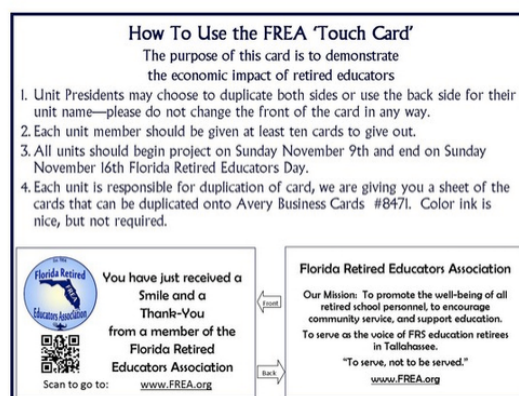 How To Use the FREA ‘Touch Card’
The purpose of this card is to demonstrate
the economic impact of retired educators
1. Unit Presidents may choose to duplicate both sides or use the back side for their
unit name—please do not change the front of the card in any way.
2. Each unit member should be given at least ten cards to give out.
3. All units should begin project on Sunday November 9th and end on Sunday
November 16th Florida Retired Educators Day.
4. Each unit is responsible for duplication of card, we are giving you a sheet of the
cards that can be duplicated onto Avery Business Cards #8471. Color ink is
nice, but not required.
Florida Retired
FREA
Educators Association
You have just received a
Smile and a
Thank-You
from a member of the
Florida Retired
Educators Association
Scan to go to: www.FREA.org
Front
Back
Florida Retired Educators Association
Our Mission: To promote the well-being of all
retired school personnel, to encourage
community service, and support education.
To serve as the voice of FRS education retirees
in Tallahassee.
“To serve, not to be served.”
www.FREA.org